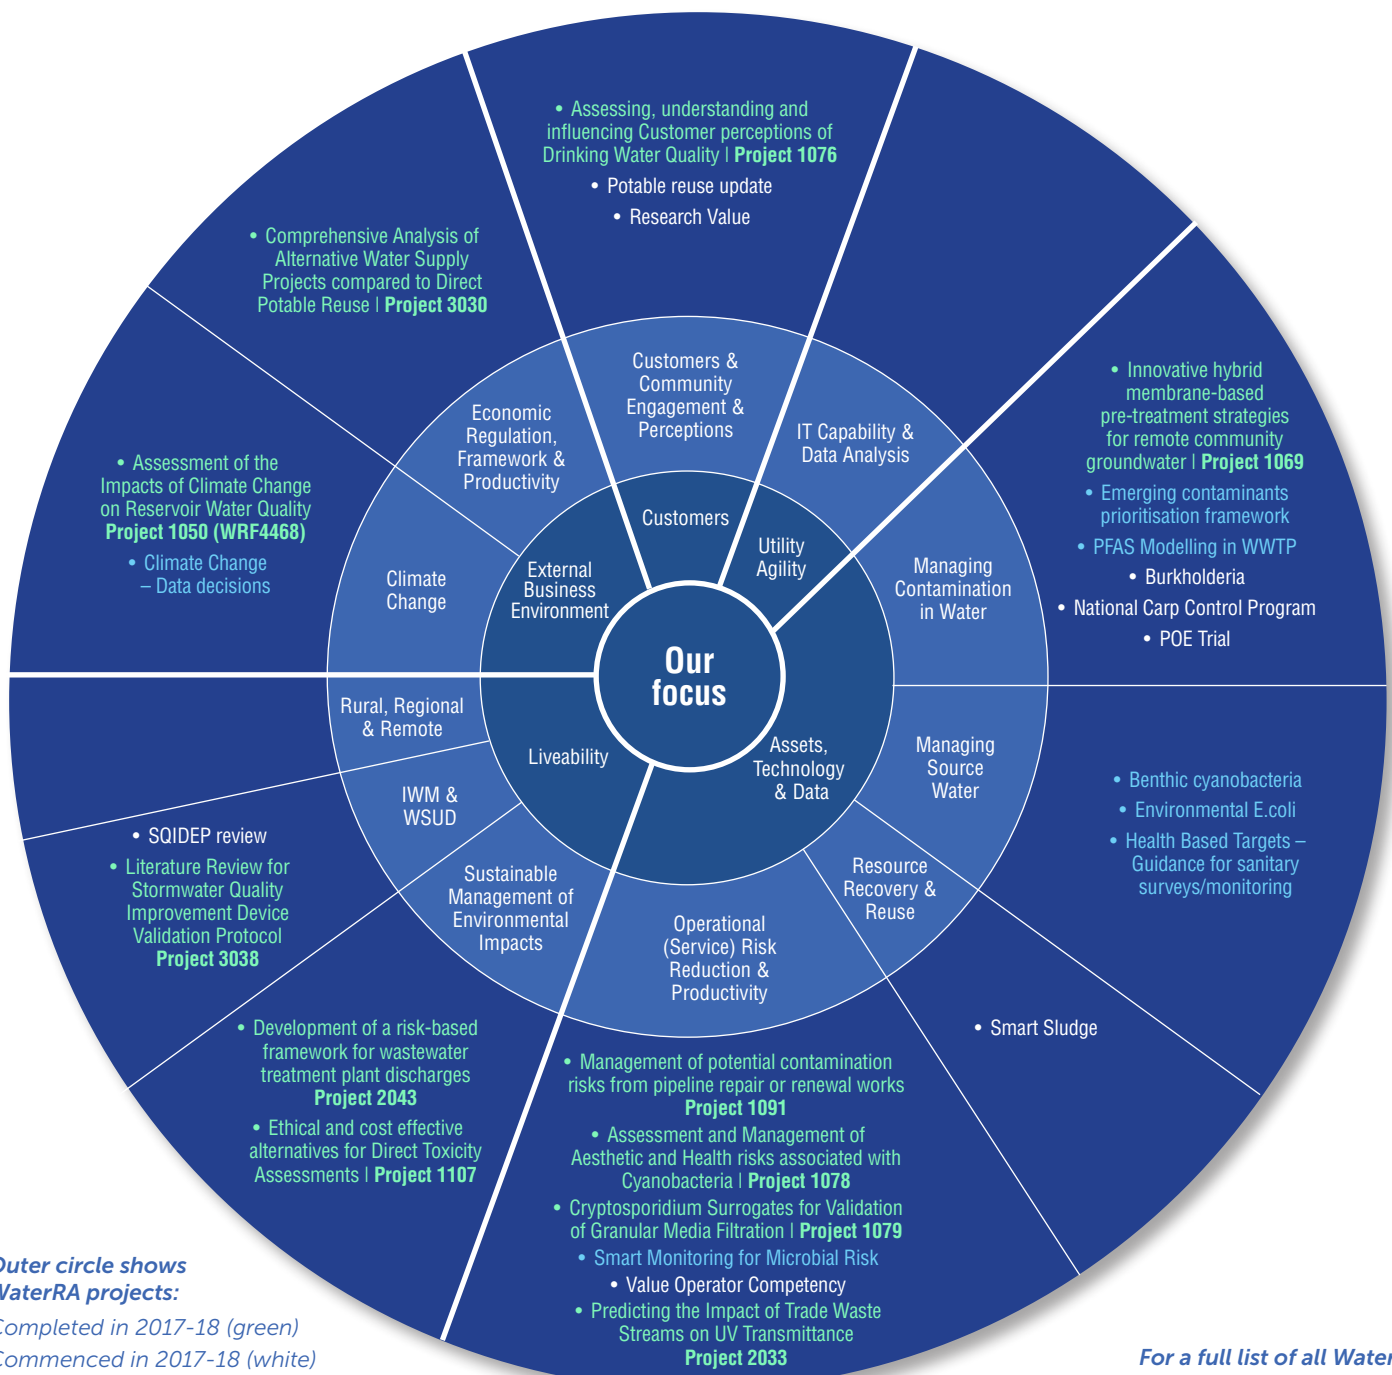 • Assessing, understanding and
influencing Customer perceptions of
Drinking Water Quality | Project 1076
• Potable reuse update
• Research Value
• Comprehensive Analysis of
Alternative Water Supply
Projects compared to Direct
Potable Reuse | Project 3030
• Assessment of the
Impacts of Climate Change
on Reservoir Water Quality
Project 1050 (WRF4468)
• Climate Change
– Data decisions
• Innovative hybrid
membrane-based
pre-treatment strategies
for remote community
groundwater | Project 1069
• Emerging contaminants
prioritisation framework
• PFAS Modelling in WWTP
• Burkholderia
• National Carp Control Program
• POE Trial
Economic
Regulation,
Framework &
Productivity
Customers &
Community
Engagement &
Perceptions
IT Capability &
Data Analysis
Climate
Change
External
Business
Environment
Customers
Utility
Agility
Managing
Contamination
in Water
Our
focus
Rural, Regional
& Remote
Liveability
Assets,
Technology
& Data
Managing
Source
Water
IWM &
WSUD
Sustainable
Management of
Environmental
Impacts
Operational
(Service) Risk
Reduction &
Productivity
Resource
Recovery &
Reuse
• Benthic cyanobacteria
• Environmental E.coli
• Health Based Targets –
Guidance for sanitary
surveys/monitoring
• SQIDEP review
• Literature Review for
Stormwater Quality
Improvement Device
Validation Protocol
Project 3038
• Smart Sludge
• Development of a risk-based
framework for wastewater
treatment plant discharges
Project 2043
• Ethical and cost effective
alternatives for Direct Toxicity
Assessments | Project 1107
• Management of potential contamination
risks from pipeline repair or renewal works
Project 1091
• Assessment and Management of
Aesthetic and Health risks associated with
Cyanobacteria | Project 1078
• Cryptosporidium Surrogates for Validation
of Granular Media Filtration | Project 1079
• Smart Monitoring for Microbial Risk
• Value Operator Competency
• Predicting the Impact of Trade Waste
Streams on UV Transmittance
Project 2033
Outer circle shows
WaterRA projects:
Completed in 2017-18 (green)
Commenced in 2017-18 (white)
For a full list of all Water